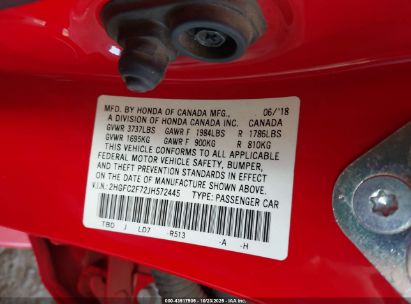 MFD. BY HONDA OF CANADA MFG., 06/18
A DIVISION OF HONDA CANADA INC. CANADA
GVWR 3737LBS GAWR F 1984LBS R 1786LBS
GVWR 1695KG GAWR F 900KG R 810KG
THIS VEHICLE CONFORMS TO ALL APPLICABLE
FEDERAL MOTOR VEHICLE SAFETY, BUMPER,
AND THEFT PREVENTION STANDARDS IN EFFECT
ON THE DATE OF MANUFACTURE SHOWN ABOVE.
V.I.N.: 2HGFC2F72JH572445 TYPE: PASSENGER CAR
TBG J LD7 R513 -A -H